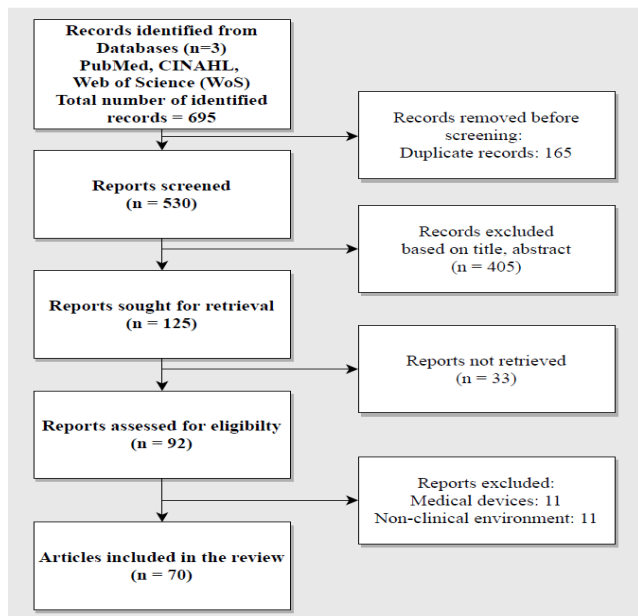 Records identified from
Databases (n=3)
PubMed, CINAHL,
Web of Science (WoS)
Total number of identified
records = 695
Records removed before
screening:
Duplicate records: 165
Reports screened
(n = 530)
Records excluded
based on title, abstract
(n = 405)
Reports sought for retrieval
(n = 125)
Reports not retrieved
(n = 33)
Reports assessed for eligibilty
(n = 92)
Reports excluded:
Medical devices: 11
Non-clinical environment: 11
Articles included in the review
(n = 70)